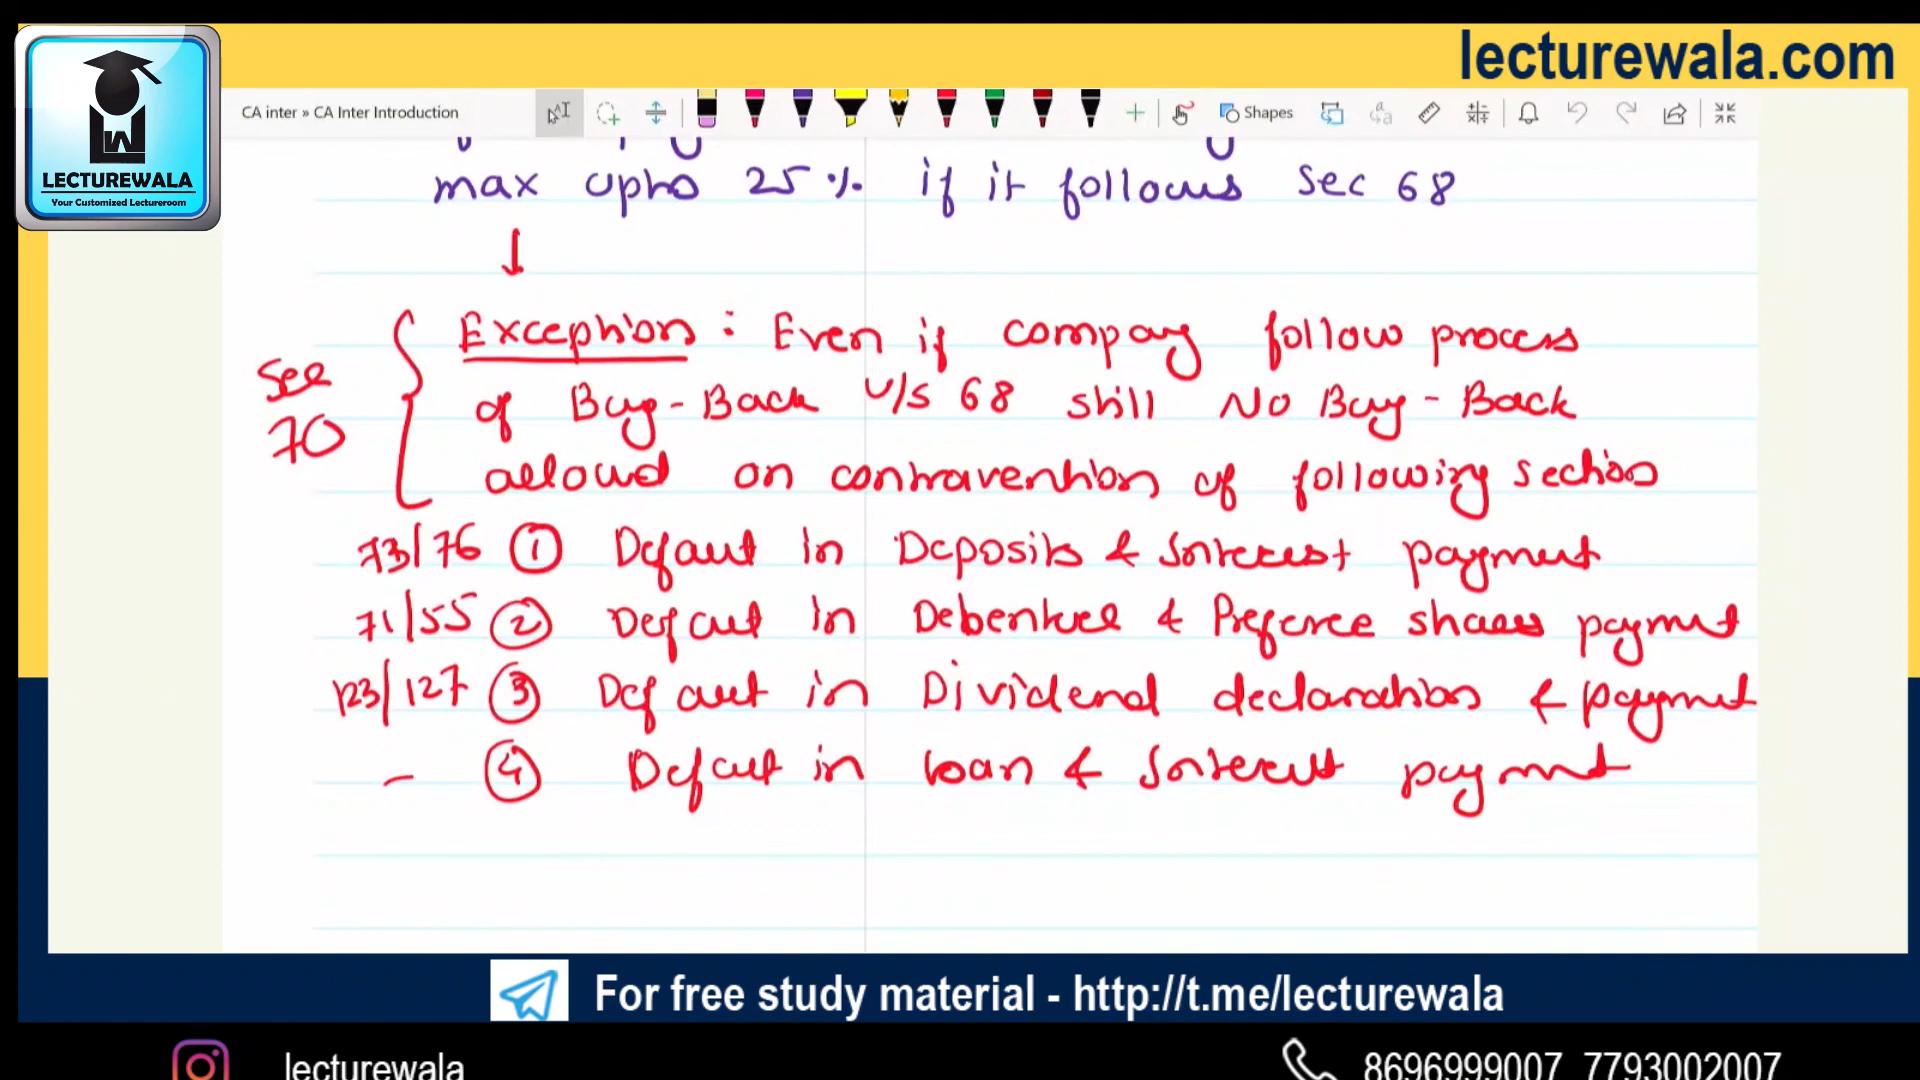 lecturewala.com
CA inter » CA Inter Introduction
Shapes
LW
LECTUREWALA
Your Customized Lectureroom
max upto 25% if it follows sec 68
Exception : Even if company follow process
of Buy-Back u/s 68 still No Buy-Back
allowed on contravention of following section
Sec 70
73/76 ① Default in Deposits & Interest payment
71/55 ② Default in Debenture & Preference shares payment
123/127 ③ Default in Dividend declaration & payment
- ④ Default in loan & Interest payment
For free study material - http://t.me/lecturewala
lecturewala
8696999007 7793002007